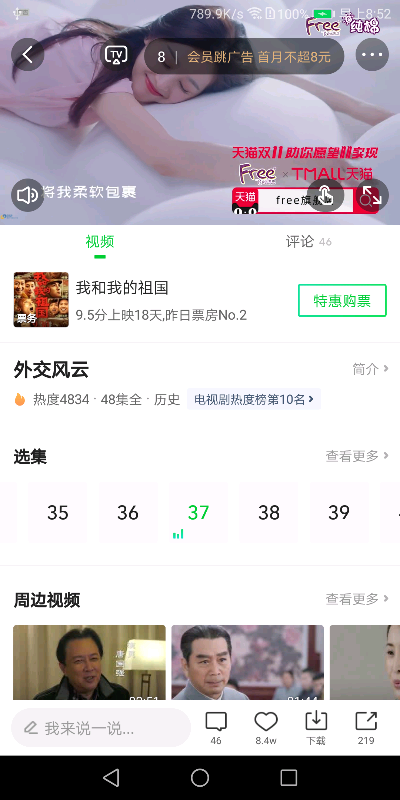 789.9K/s 100% 晚上8:52
Free 纯棉
TV
8 | 会员跳广告 首月不超8元
天猫双11 助你愿望11实现
Free × TMALL天猫
将我柔软包裹
天猫 free旗舰
视频
评论 46
我和我的祖国
9.5分上映18天,昨日票房No.2
票务
特惠购票
外交风云
简介
热度4834 · 48集全 · 历史 电视剧热度榜第10名
选集
查看更多
35 36 37 38 39
周边视频
查看更多
唐国强
我来说一说...
46 8.4w 下载 219